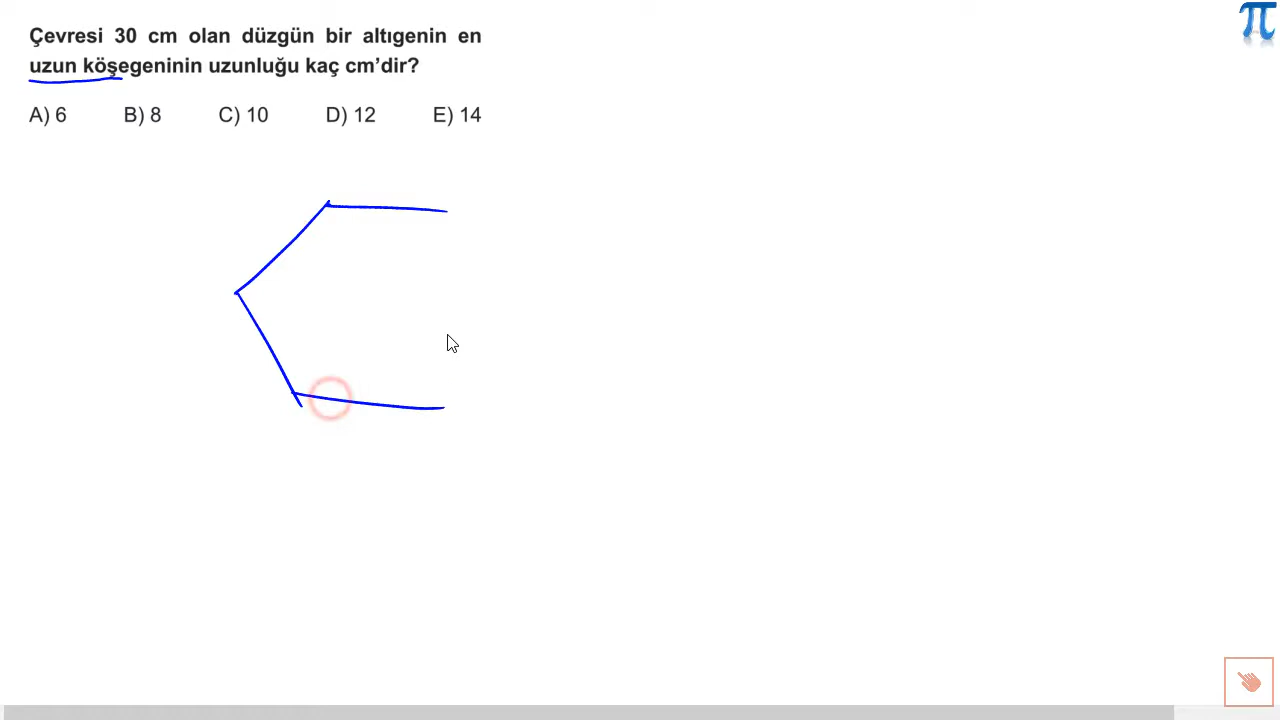 π
Çevresi 30 cm olan düzgün bir altıgenin en
uzun köşegeninin uzunluğu kaç cm'dir?
A) 6 B) 8 C) 10 D) 12 E) 14